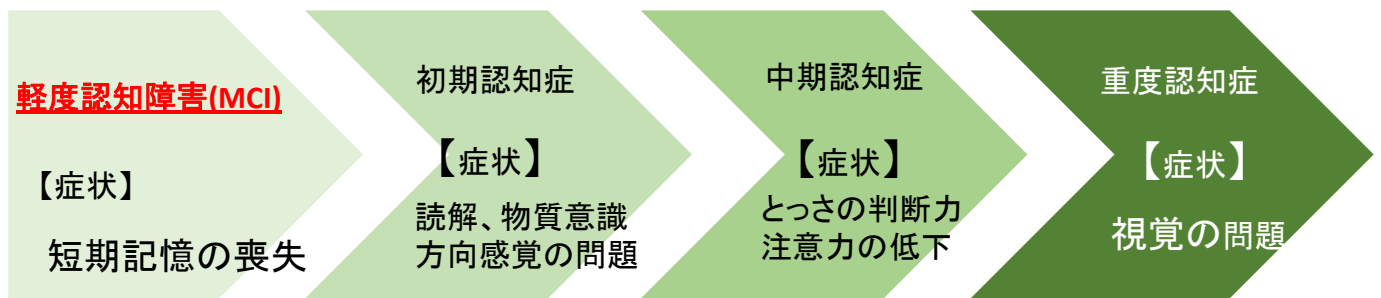 軽度認知障害(MCI)
【症状】
短期記憶の喪失
初期認知症
【症状】
読解、物質意識
方向感覚の問題
中期認知症
【症状】
とっさの判断力
注意力の低下
重度認知症
【症状】
視覚の問題